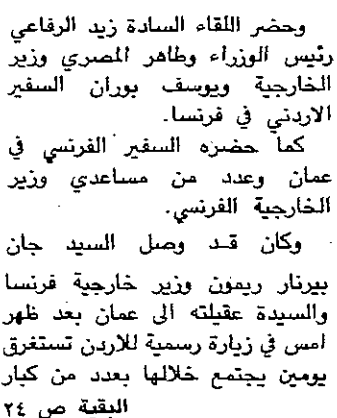 وحضر اللقاء السادة زيد الرفاعي
رئيس الوزراء وطاهر المصري وزير
الخارجية ويوسف بوران السفير
الاردني في فرنسا.
كما حضره السفير الفرنسي في
عمان وعدد من مساعدي وزير
الخارجية الفرنسي.
وكان قد وصل السيد جان
بيرنار ريمون وزير خارجية فرنسا
والسيدة عقيلته الى عمان بعد ظهر
امس في زيارة رسمية للاردن تستغرق
يومين يجتمع خلالها بعدد من كبار
البقية ص ٢٤